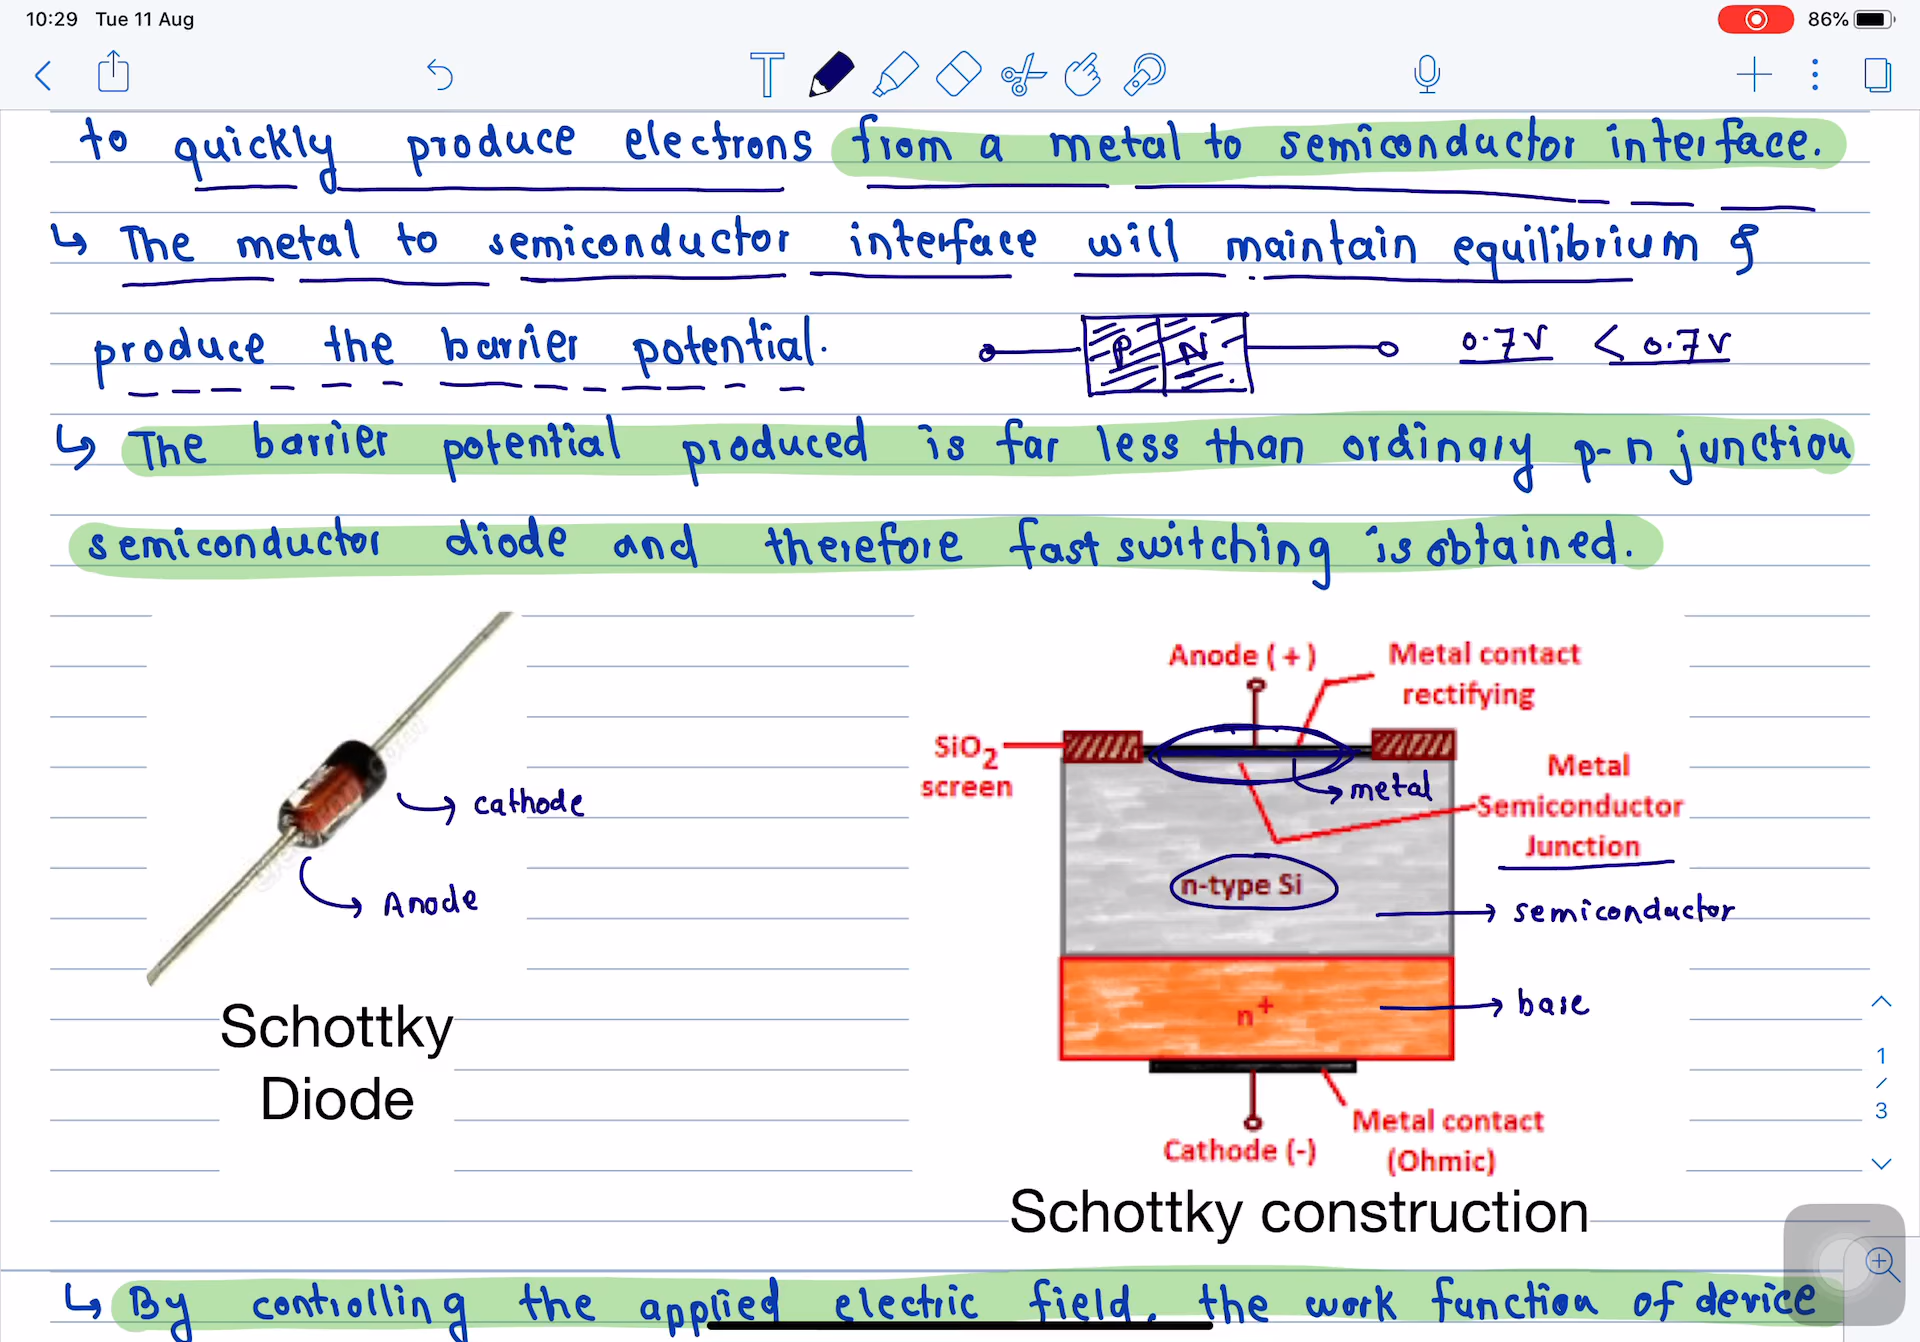 10:29 Tue 11 Aug
86%
to quickly produce electrons from a metal to semiconductor interface.
↳ The metal to semiconductor interface will maintain equilibrium &
produce the barrier potential.
P N
0.7V < 0.7V
↳ The barrier potential produced is far less than ordinary p-n junction
semiconductor diode and therefore fast switching is obtained.
cathode
Anode
Schottky
Diode
Anode (+)
Metal contact
rectifying
SiO2
screen
metal
Metal
Semiconductor
Junction
n-type Si
semiconductor
n+
base
Metal contact
(Ohmic)
Cathode (-)
Schottky construction
1
/
3
↳ By controlling the applied electric field, the work function of device